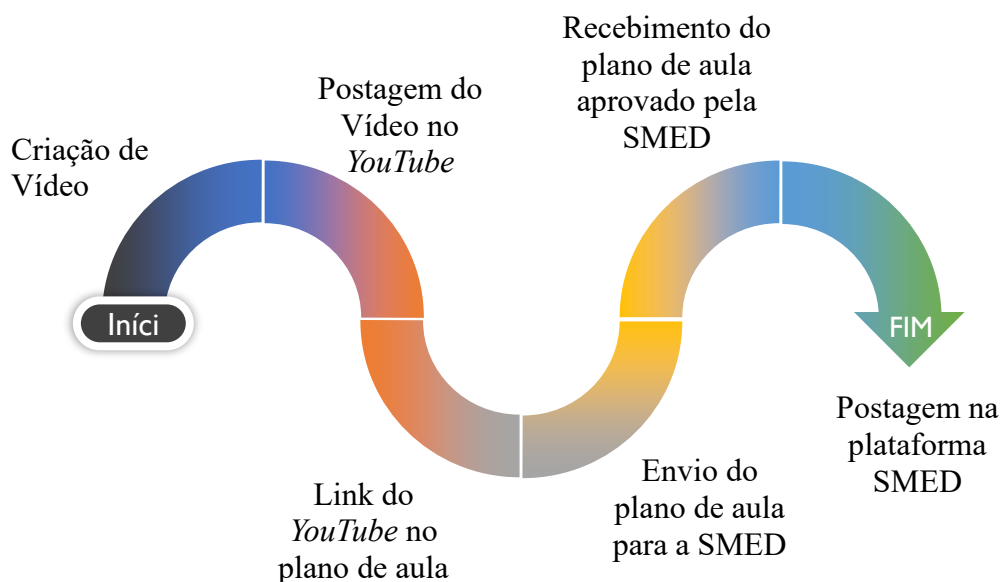 Criação de
Vídeo
Postagem do
Vídeo no
YouTube
Recebimento do
plano de aula
aprovado pela
SMED
Iníci
FIM
Link do
YouTube no
plano de aula
Envio do
plano de aula
para a SMED
Postagem na
plataforma
SMED